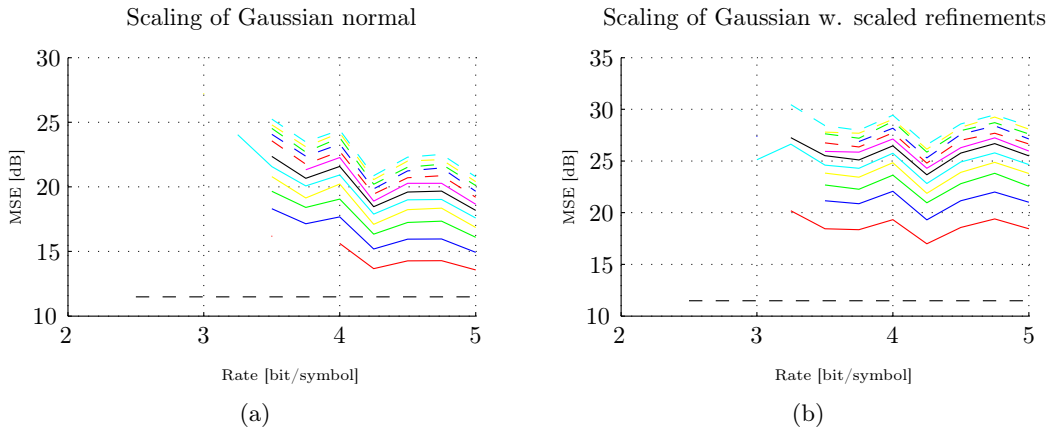 Scaling of Gaussian normal
30
25
20
15
10
2
3
4
5
MSE [dB]
Rate [bit/symbol]
(a)
Scaling of Gaussian w. scaled refinements
35
30
25
20
15
10
2
3
4
5
MSE [dB]
Rate [bit/symbol]
(b)